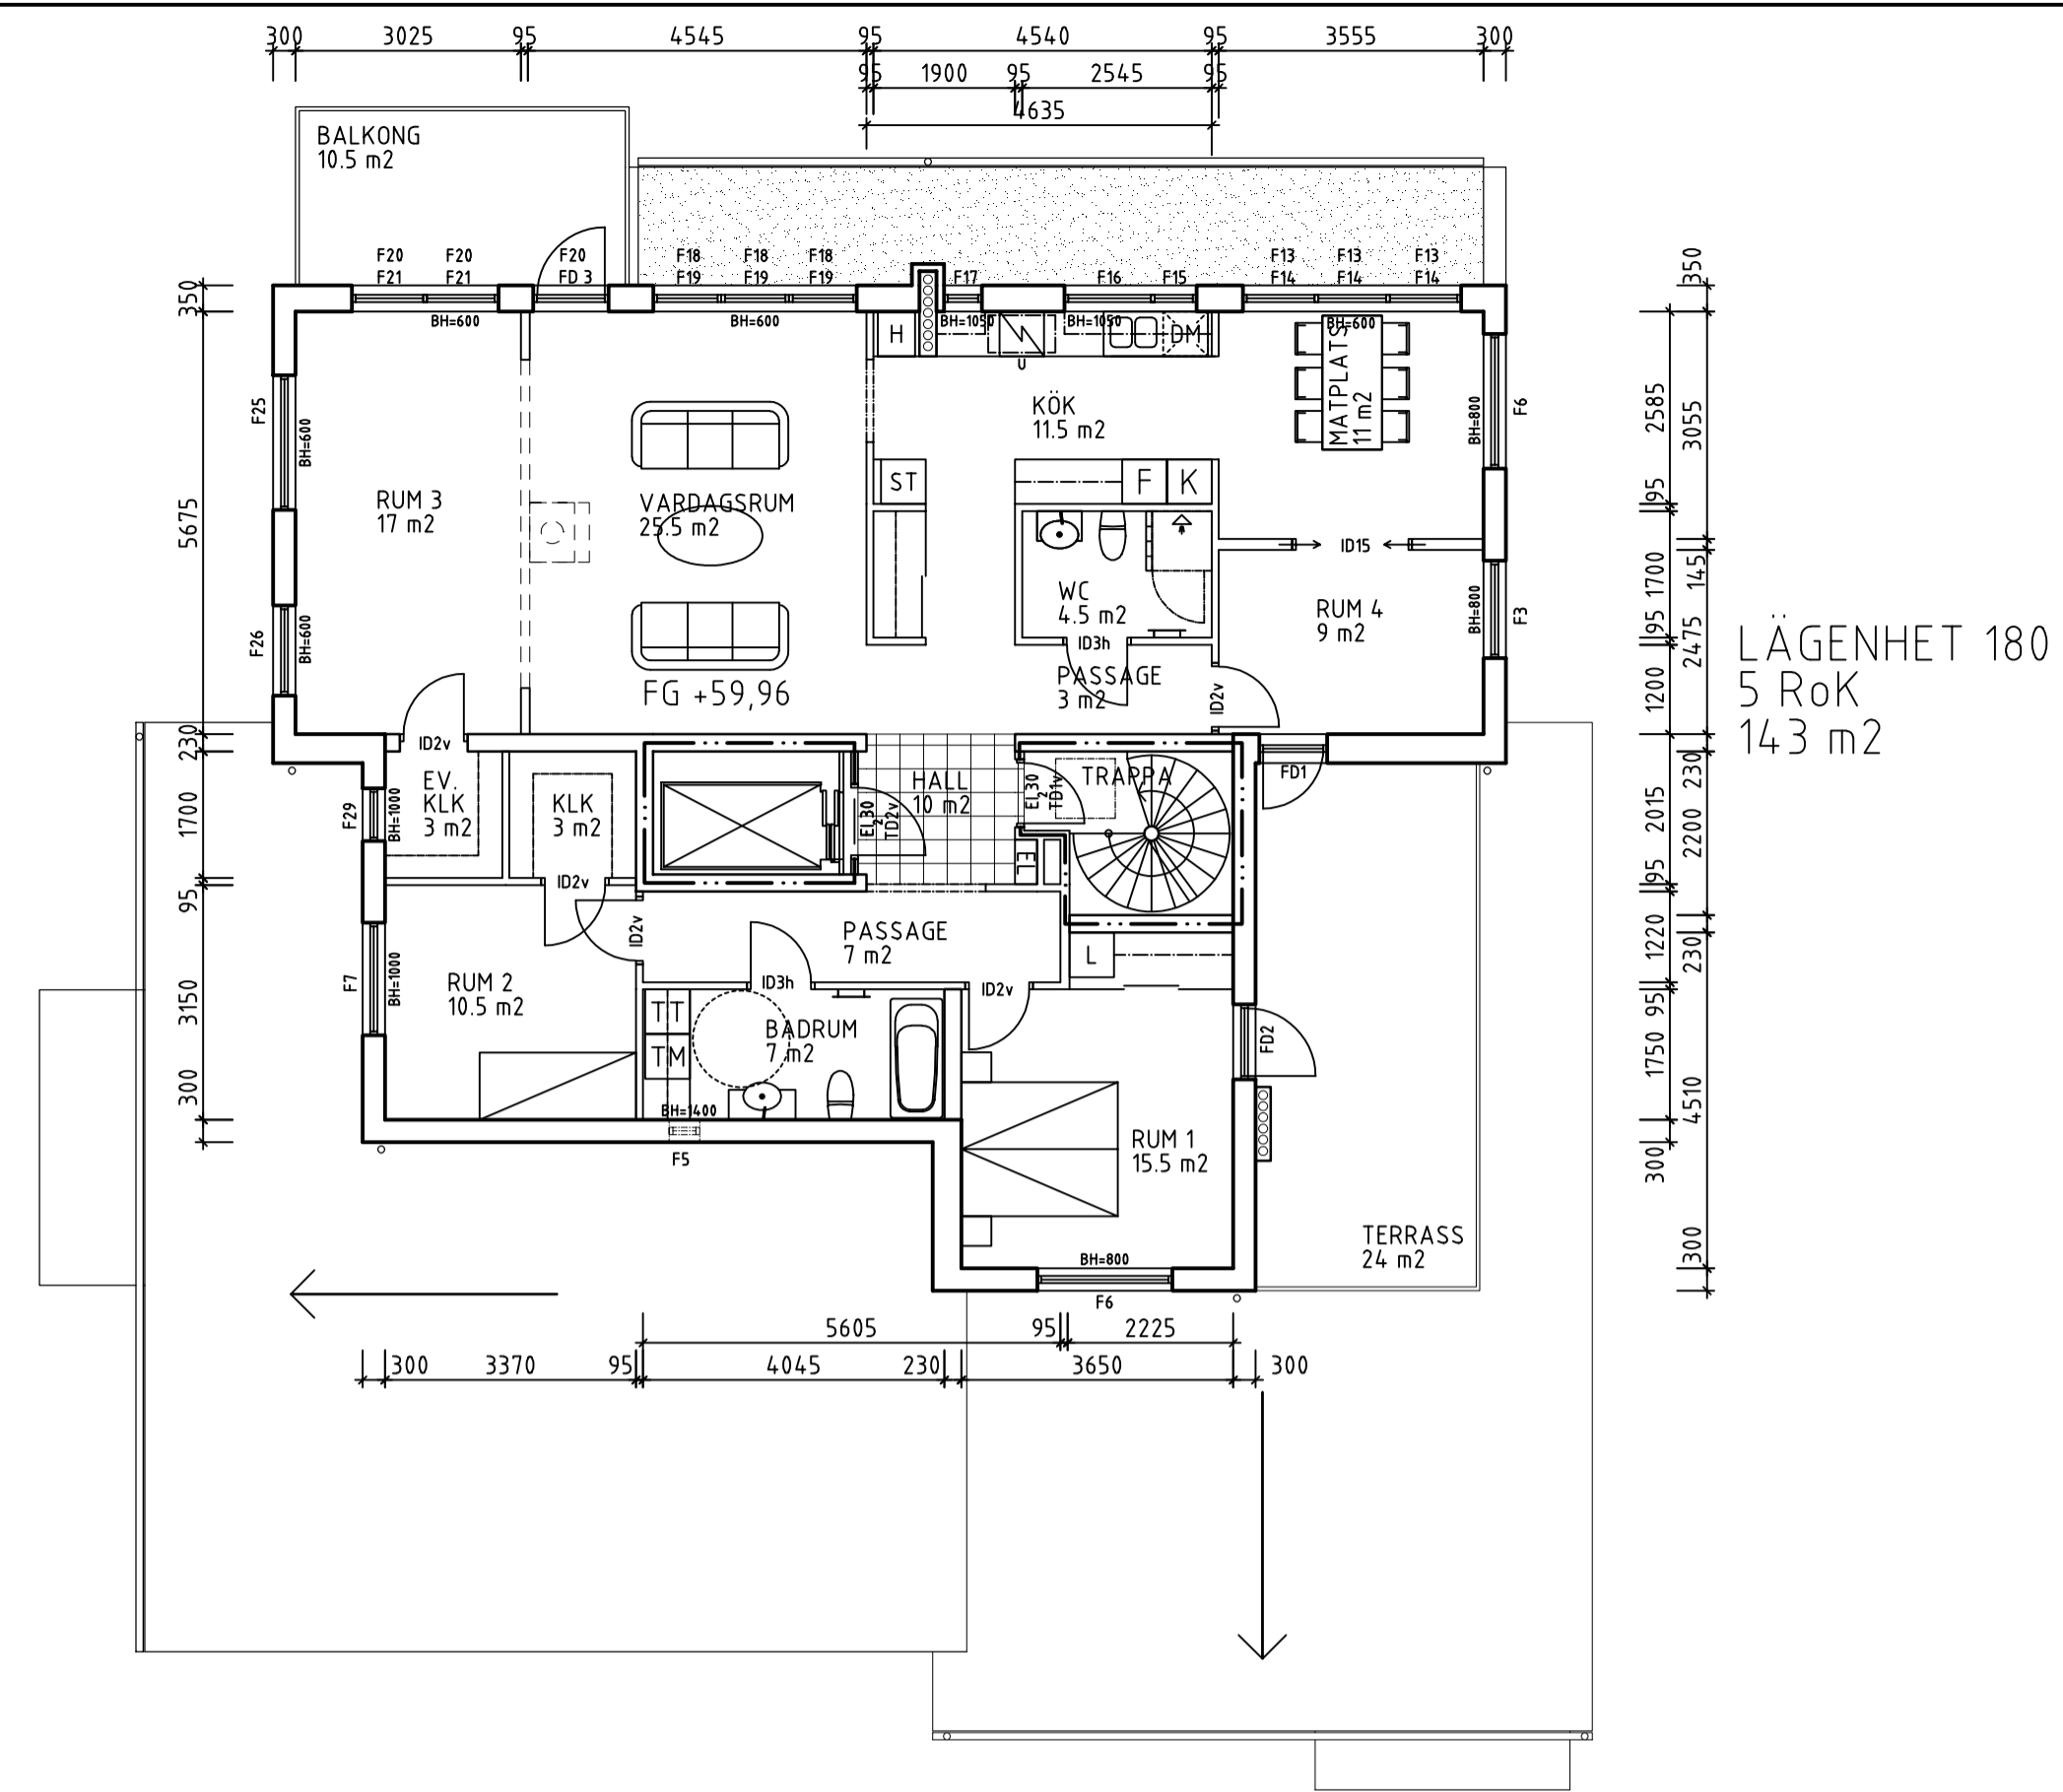 300 3025 95 4545 95 4540 95 3555 300
95 1900 95 2545 95
4635
BALKONG
10.5 m2
F20 F20 F20 F18 F18 F18 F13 F13 F13
F21 F21 FD 3 F19 F19 F19 F17 F16 F15 F14 F14 F14
BH=600 BH=600 BH=1050 BH=1050 BH=600
H DM
U
350
5675
230
1700
95
3150
300
F25
BH=600
F26
BH=600
RUM 3
17 m2
VARDAGSRUM
25.5 m2
FG +59,96
KÖK
11.5 m2
ST F K
MATPLATS
11 m2
BH=800
F6
ID15
WC
4.5 m2
ID3h
RUM 4
9 m2
BH=800
F3
PASSAGE
3 m2
ID2v
ID2v
EV.
KLK
3 m2
KLK
3 m2
F29
BH=1000
ID2v
HALL
10 m2
EI.30
2
TD2v
EI.30
2
TD1v
TRAPPA
EL
FD1
ID2v
PASSAGE
7 m2
L
F7
BH=1000
RUM 2
10.5 m2
ID3h
ID2v
TT
TM
BADRUM
7 m2
BH=1400
F5
FD2
RUM 1
15.5 m2
BH=800
F6
TERRASS
24 m2
2585
95
1700
95
1200
2015
95
1220
95
1750
300
350
3055
145
2475
230
2200
230
4510
300
LÄGENHET 180
5 RoK
143 m2
5605 95 2225
300 3370 95 4045 230 3650 300